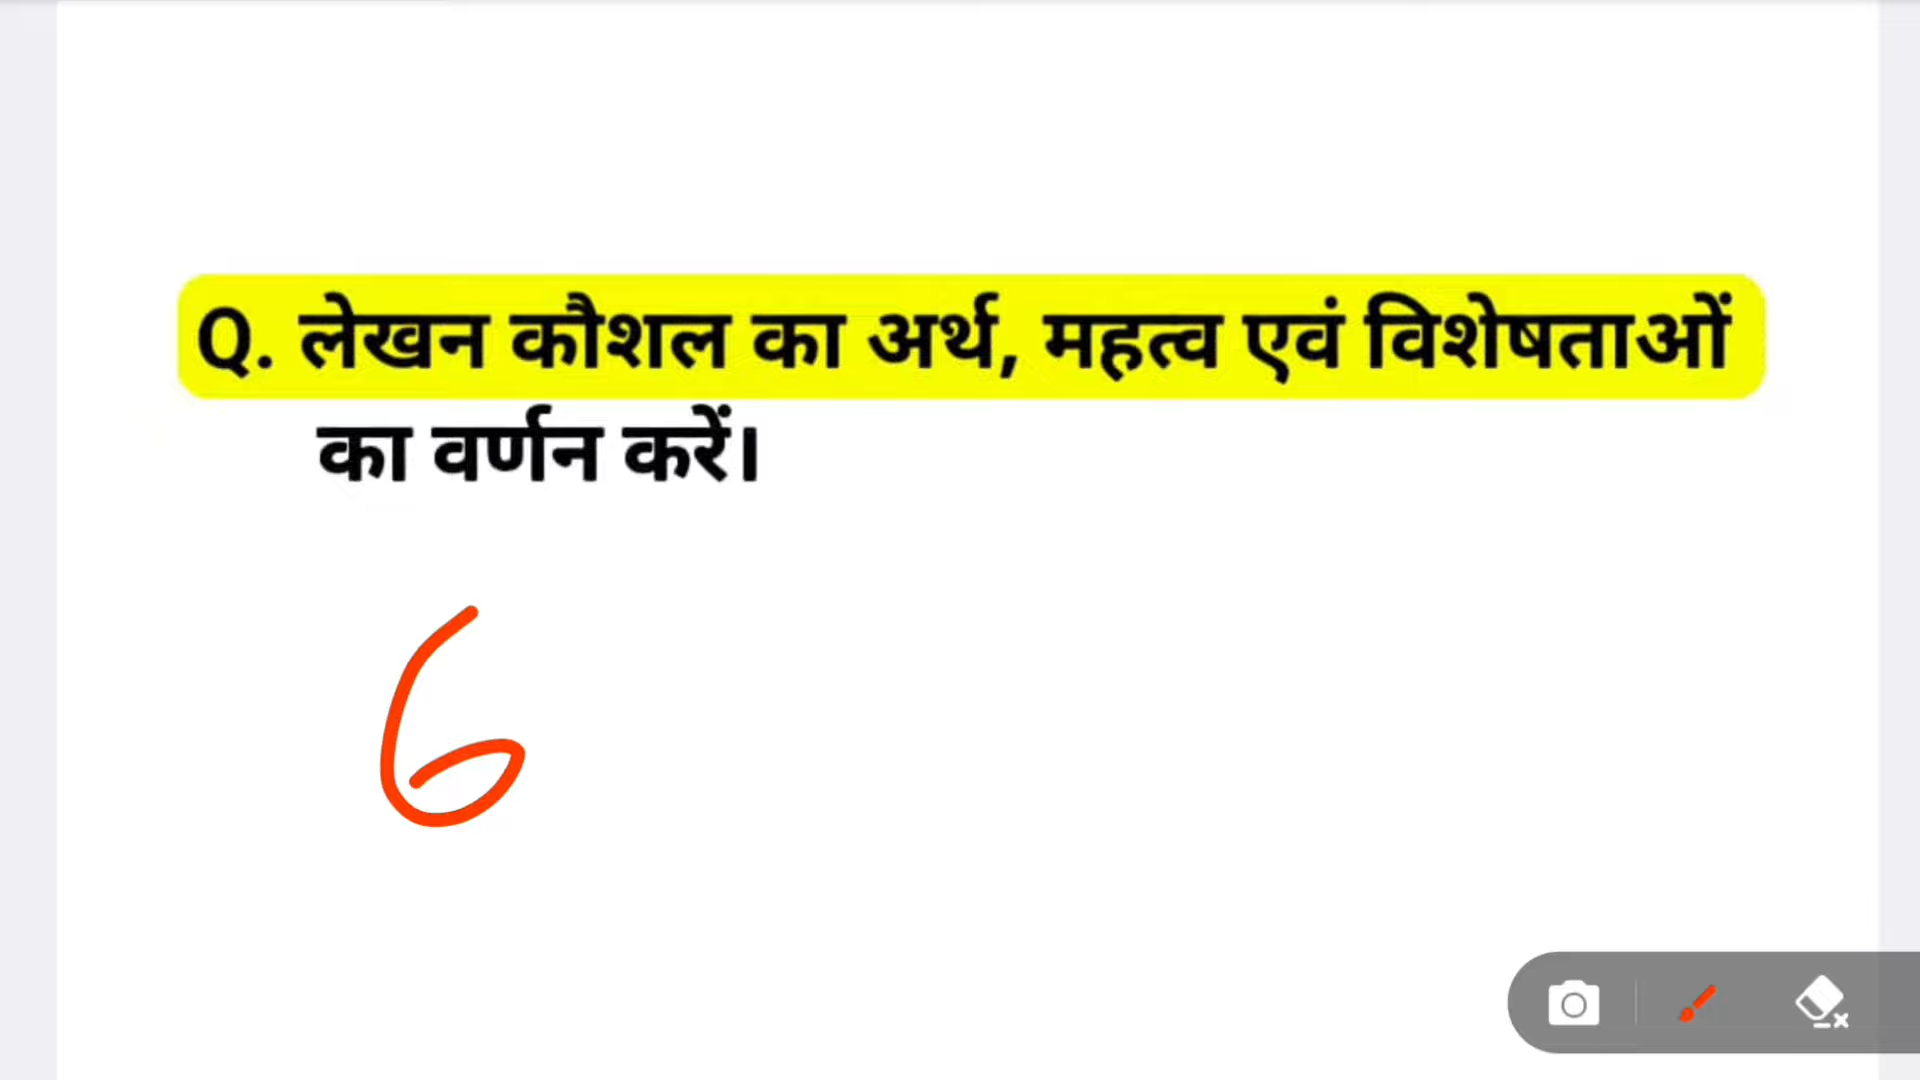 Q. लेखन कौशल का अर्थ, महत्व एवं विशेषताओं
का वर्णन करें।
6